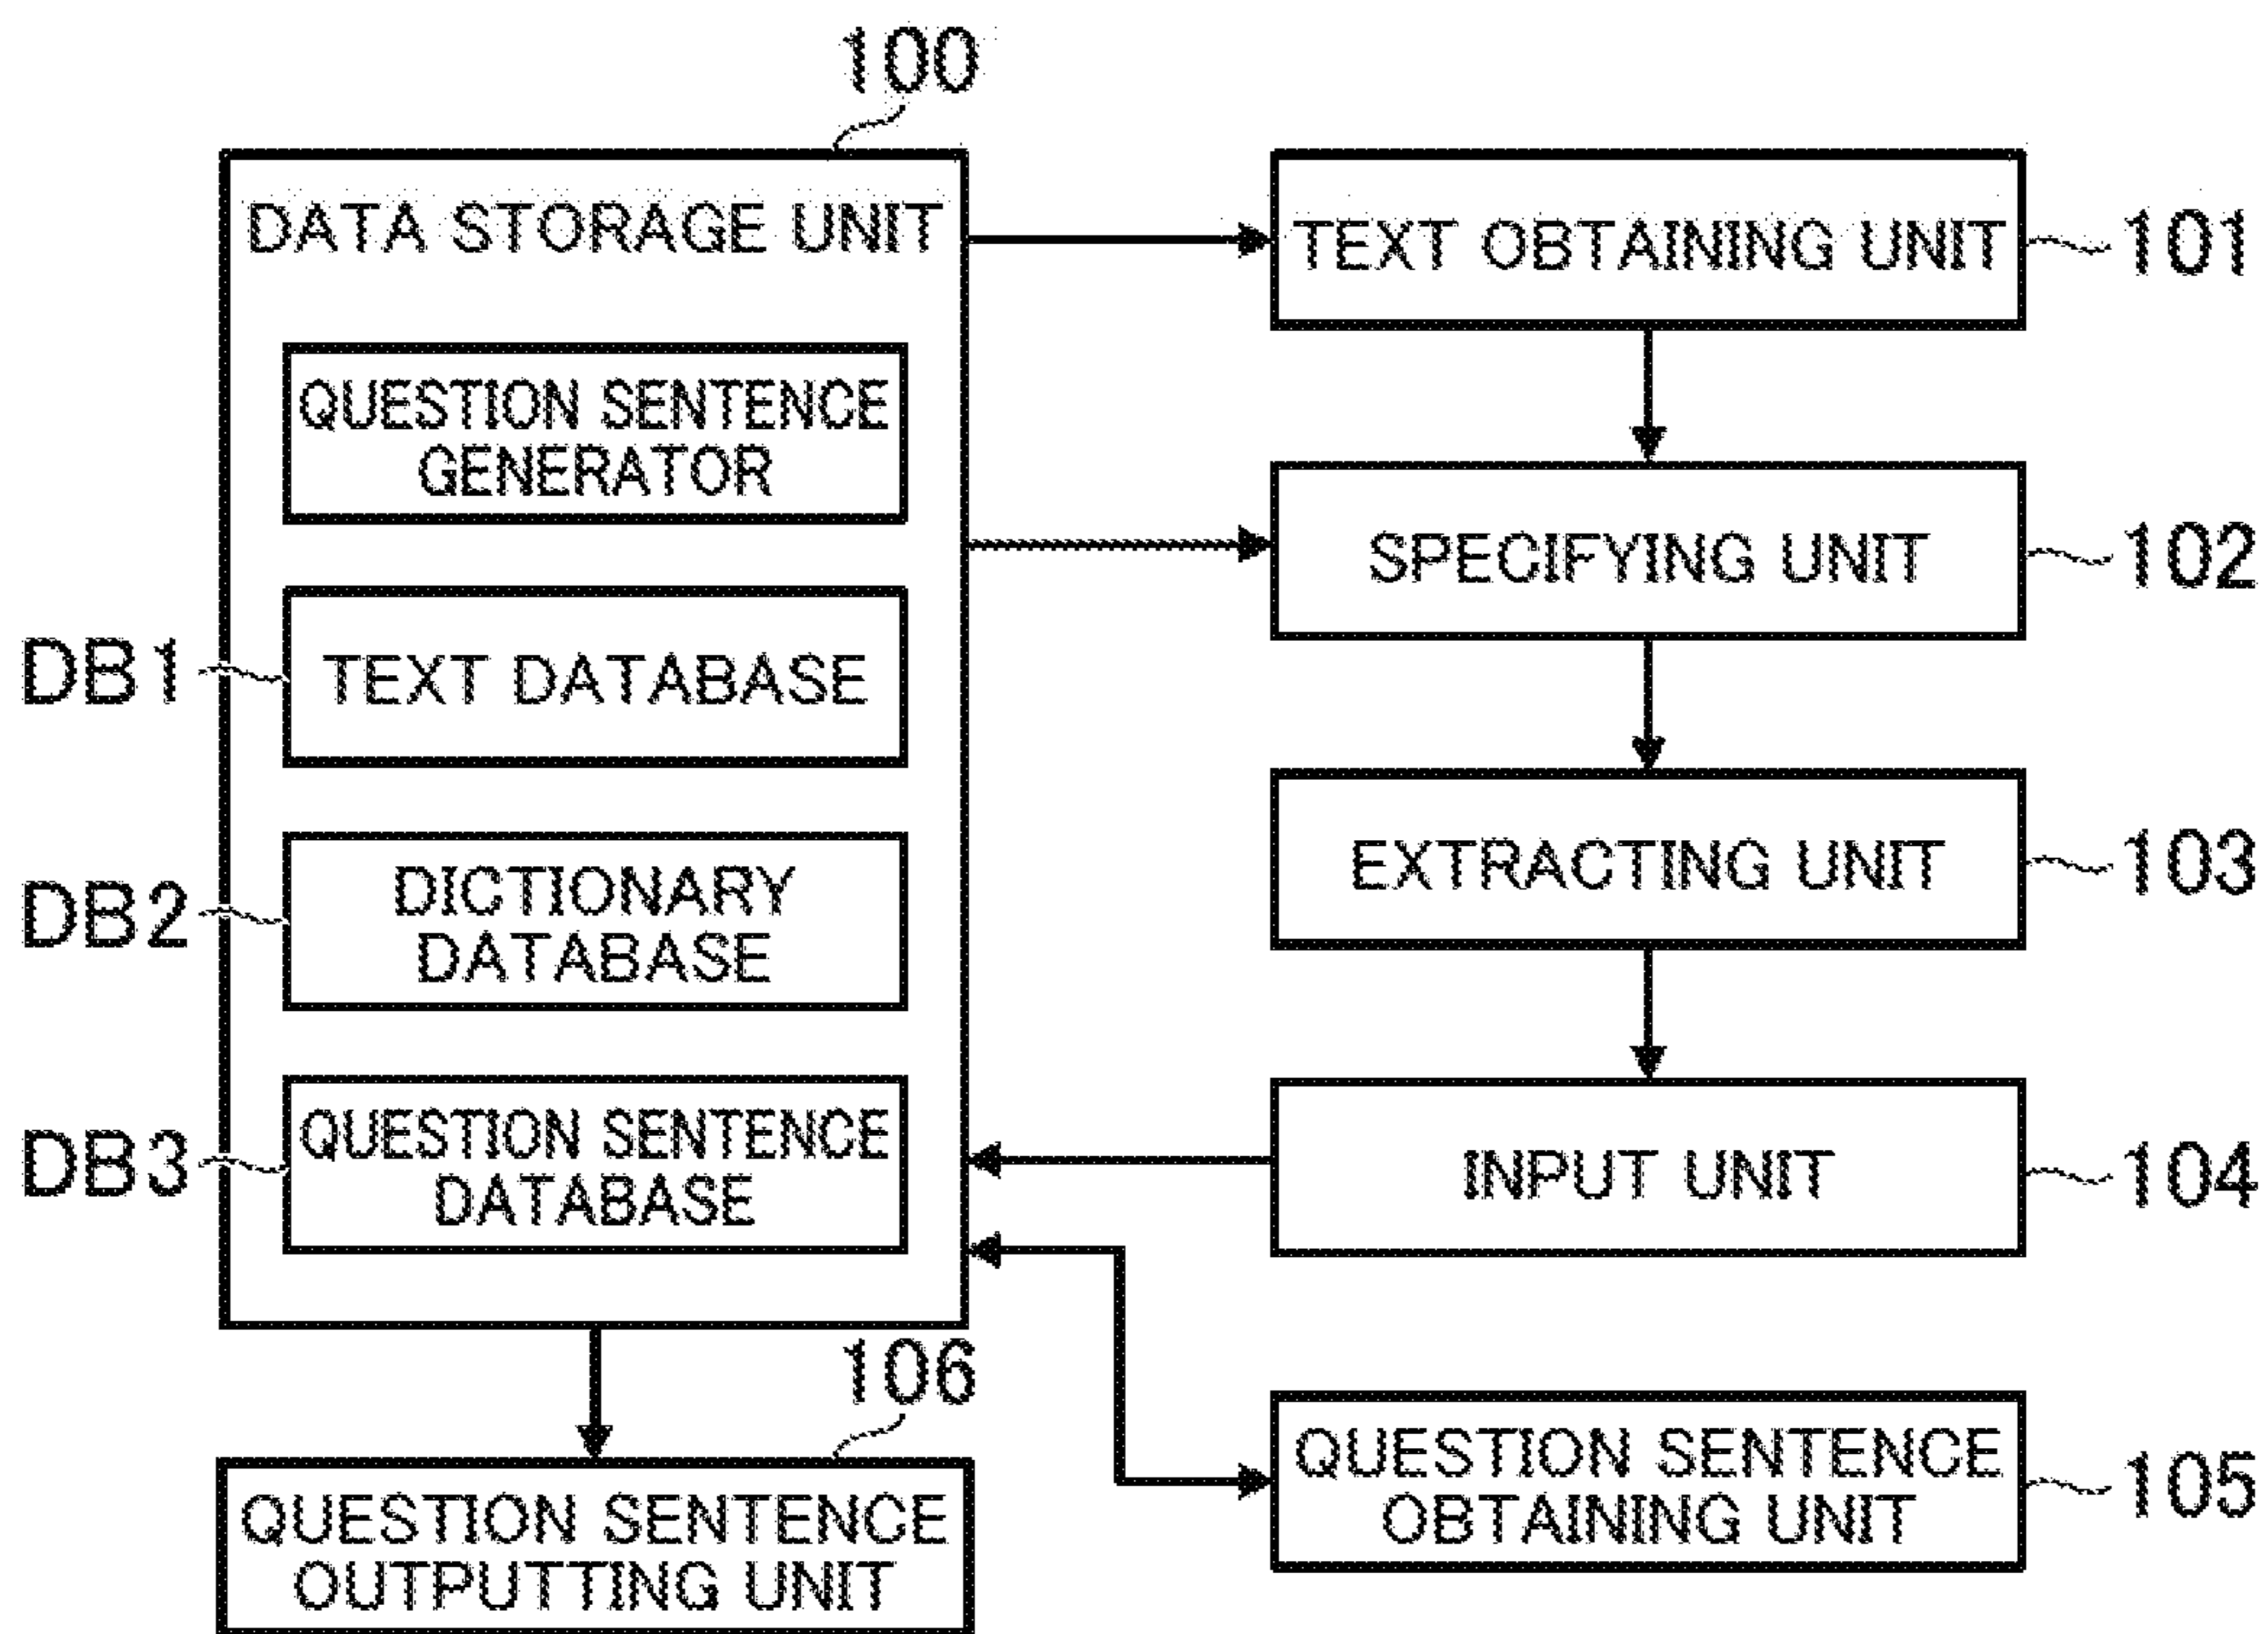 100
DATA STORAGE UNIT
QUESTION SENTENCE
GENERATOR
DB1
TEXT DATABASE
DB2
DICTIONARY
DATABASE
DB3
QUESTION SENTENCE
DATABASE
106
QUESTION SENTENCE
OUTPUTTING UNIT
TEXT OBTAINING UNIT
101
SPECIFYING UNIT
102
EXTRACTING UNIT
103
INPUT UNIT
104
QUESTION SENTENCE
OBTAINING UNIT
105